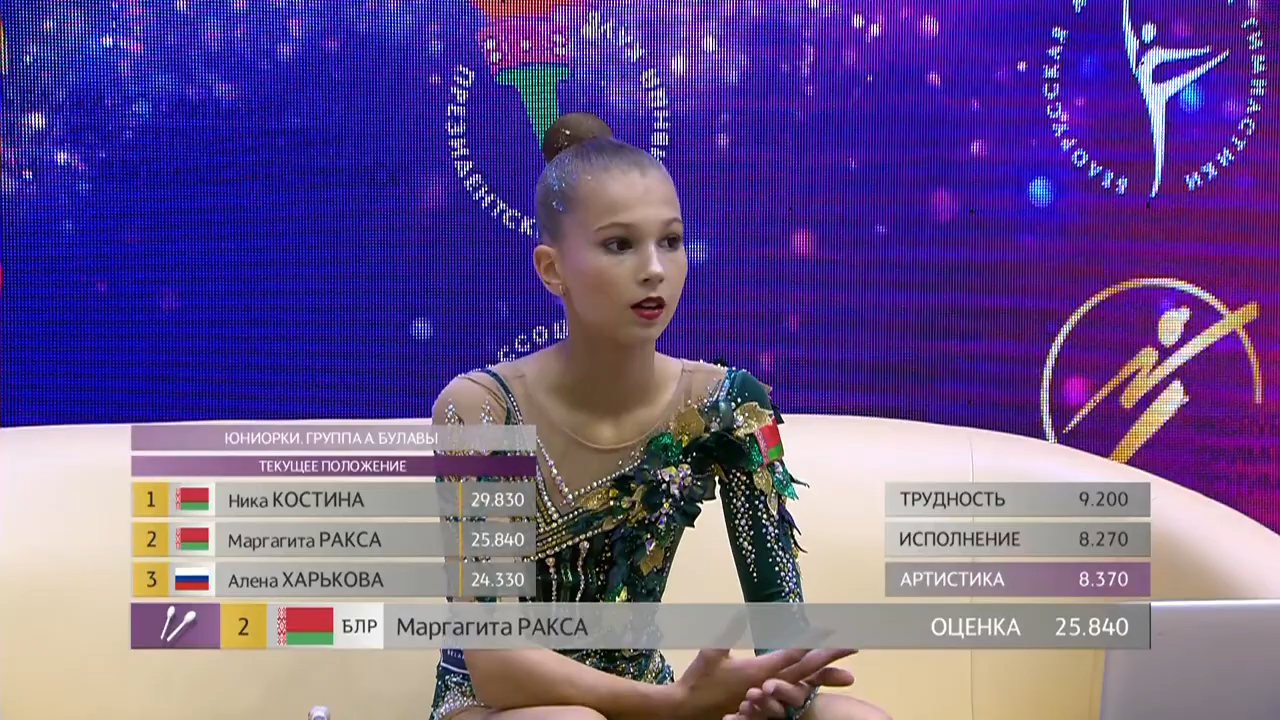 ЮНИОРКИ. ГРУППА А. БУЛАВЫ
ТЕКУЩЕЕ ПОЛОЖЕНИЕ
1 Ника КОСТИНА 29.830
2 Маргагита РАКСА 25.840
3 Алена ХАРЬКОВА 24.330
ТРУДНОСТЬ 9.200
ИСПОЛНЕНИЕ 8.270
АРТИСТИКА 8.370
2 БЛР Маргагита РАКСА ОЦЕНКА 25.840